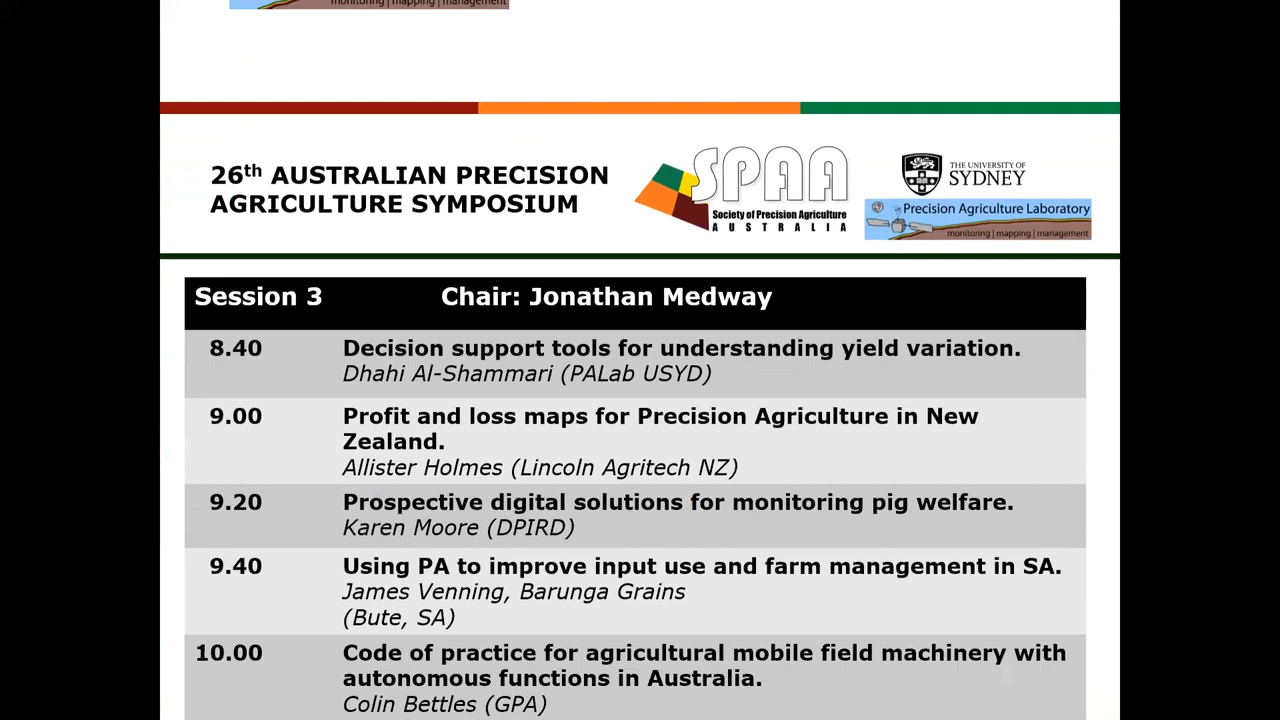 monitoring | mapping | management
26th AUSTRALIAN PRECISION
AGRICULTURE SYMPOSIUM
SPAA
Society of Precision Agriculture
AUSTRALIA
THE UNIVERSITY OF
SYDNEY
Precision Agriculture Laboratory
monitoring | mapping | management
Session 3 Chair: Jonathan Medway
8.40 Decision support tools for understanding yield variation.
Dhahi Al-Shammari (PALab USYD)
9.00 Profit and loss maps for Precision Agriculture in New
Zealand.
Allister Holmes (Lincoln Agritech NZ)
9.20 Prospective digital solutions for monitoring pig welfare.
Karen Moore (DPIRD)
9.40 Using PA to improve input use and farm management in SA.
James Venning, Barunga Grains
(Bute, SA)
10.00 Code of practice for agricultural mobile field machinery with
autonomous functions in Australia.
Colin Bettles (GPA)